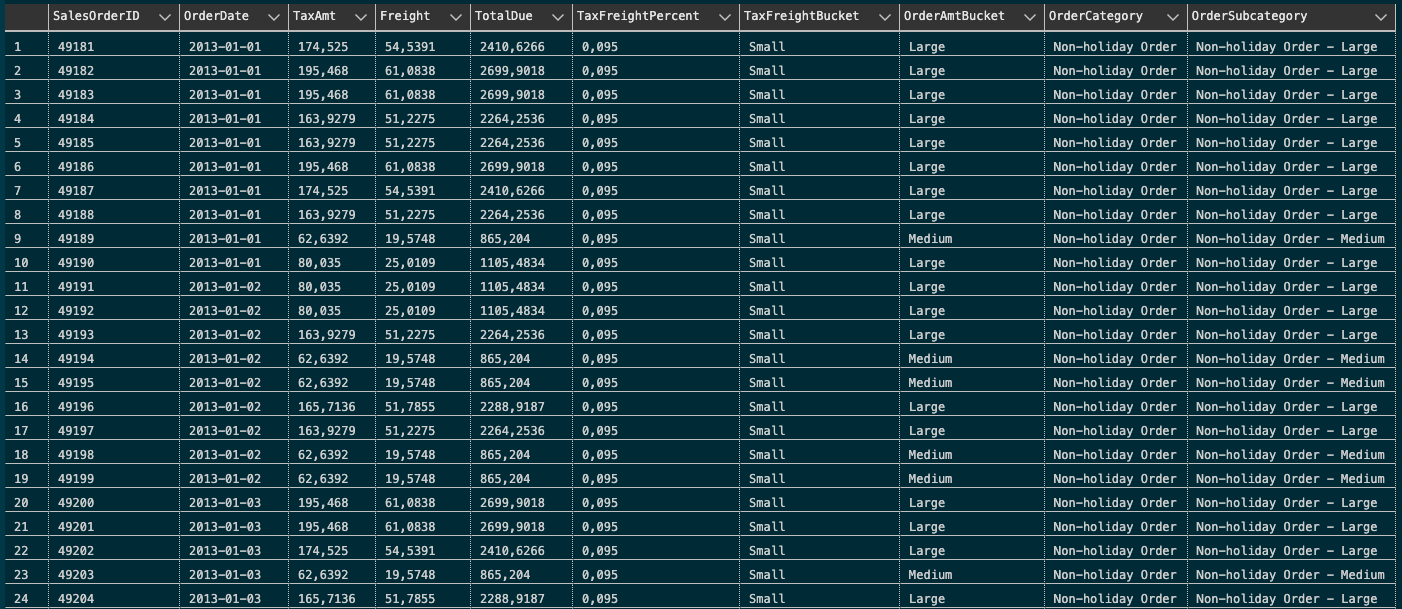 SalesOrderID OrderDate TaxAmt Freight TotalDue TaxFreightPercent TaxFreightBucket OrderAmtBucket OrderCategory OrderSubcategory
1 49181 2013-01-01 174,525 54,5391 2410,6266 0,095 Small Large Non-holiday Order Non-holiday Order - Large
2 49182 2013-01-01 195,468 61,0838 2699,9018 0,095 Small Large Non-holiday Order Non-holiday Order - Large
3 49183 2013-01-01 195,468 61,0838 2699,9018 0,095 Small Large Non-holiday Order Non-holiday Order - Large
4 49184 2013-01-01 163,9279 51,2275 2264,2536 0,095 Small Large Non-holiday Order Non-holiday Order - Large
5 49185 2013-01-01 163,9279 51,2275 2264,2536 0,095 Small Large Non-holiday Order Non-holiday Order - Large
6 49186 2013-01-01 195,468 61,0838 2699,9018 0,095 Small Large Non-holiday Order Non-holiday Order - Large
7 49187 2013-01-01 174,525 54,5391 2410,6266 0,095 Small Large Non-holiday Order Non-holiday Order - Large
8 49188 2013-01-01 163,9279 51,2275 2264,2536 0,095 Small Large Non-holiday Order Non-holiday Order - Large
9 49189 2013-01-01 62,6392 19,5748 865,204 0,095 Small Medium Non-holiday Order Non-holiday Order - Medium
10 49190 2013-01-01 80,035 25,0109 1105,4834 0,095 Small Large Non-holiday Order Non-holiday Order - Large
11 49191 2013-01-02 80,035 25,0109 1105,4834 0,095 Small Large Non-holiday Order Non-holiday Order - Large
12 49192 2013-01-02 80,035 25,0109 1105,4834 0,095 Small Large Non-holiday Order Non-holiday Order - Large
13 49193 2013-01-02 163,9279 51,2275 2264,2536 0,095 Small Large Non-holiday Order Non-holiday Order - Large
14 49194 2013-01-02 62,6392 19,5748 865,204 0,095 Small Medium Non-holiday Order Non-holiday Order - Medium
15 49195 2013-01-02 62,6392 19,5748 865,204 0,095 Small Medium Non-holiday Order Non-holiday Order - Medium
16 49196 2013-01-02 165,7136 51,7855 2288,9187 0,095 Small Large Non-holiday Order Non-holiday Order - Large
17 49197 2013-01-02 163,9279 51,2275 2264,2536 0,095 Small Large Non-holiday Order Non-holiday Order - Large
18 49198 2013-01-02 62,6392 19,5748 865,204 0,095 Small Medium Non-holiday Order Non-holiday Order - Medium
19 49199 2013-01-02 62,6392 19,5748 865,204 0,095 Small Medium Non-holiday Order Non-holiday Order - Medium
20 49200 2013-01-03 195,468 61,0838 2699,9018 0,095 Small Large Non-holiday Order Non-holiday Order - Large
21 49201 2013-01-03 195,468 61,0838 2699,9018 0,095 Small Large Non-holiday Order Non-holiday Order - Large
22 49202 2013-01-03 174,525 54,5391 2410,6266 0,095 Small Large Non-holiday Order Non-holiday Order - Large
23 49203 2013-01-03 62,6392 19,5748 865,204 0,095 Small Medium Non-holiday Order Non-holiday Order - Medium
24 49204 2013-01-03 165,7136 51,7855 2288,9187 0,095 Small Large Non-holiday Order Non-holiday Order - Large